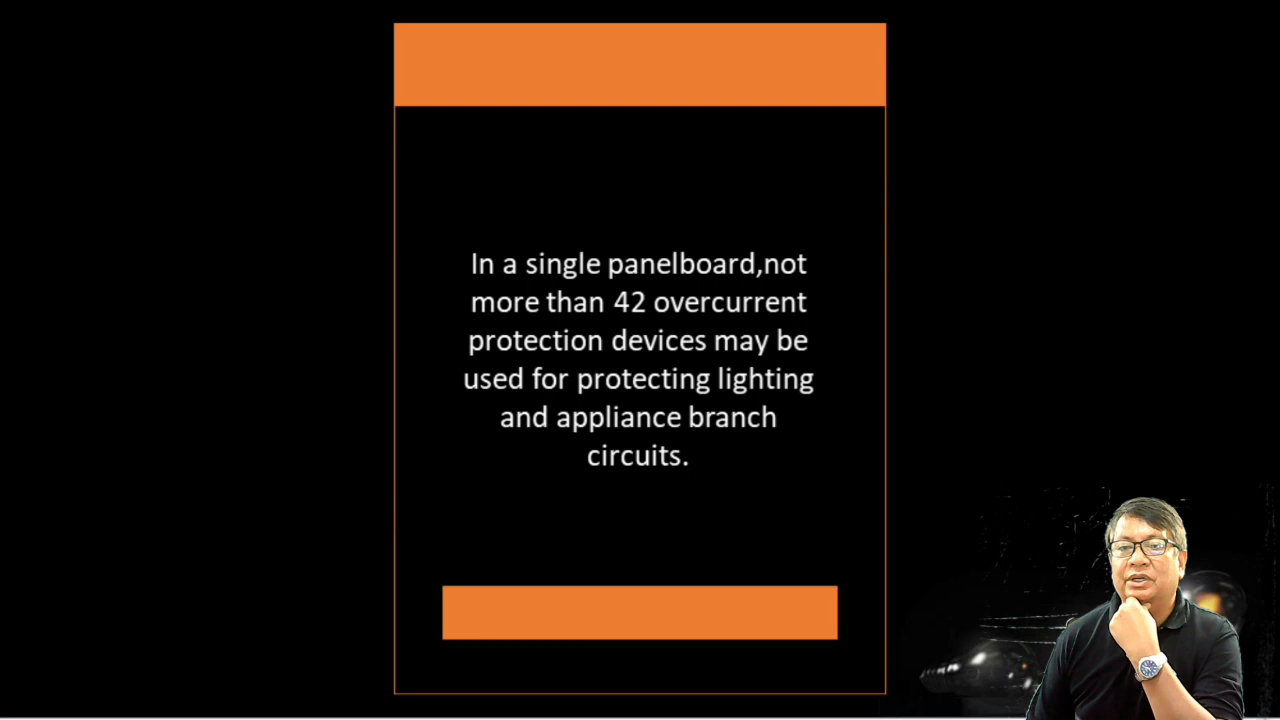 In a single panelboard,not
more than 42 overcurrent
protection devices may be
used for protecting lighting
and appliance branch
circuits.